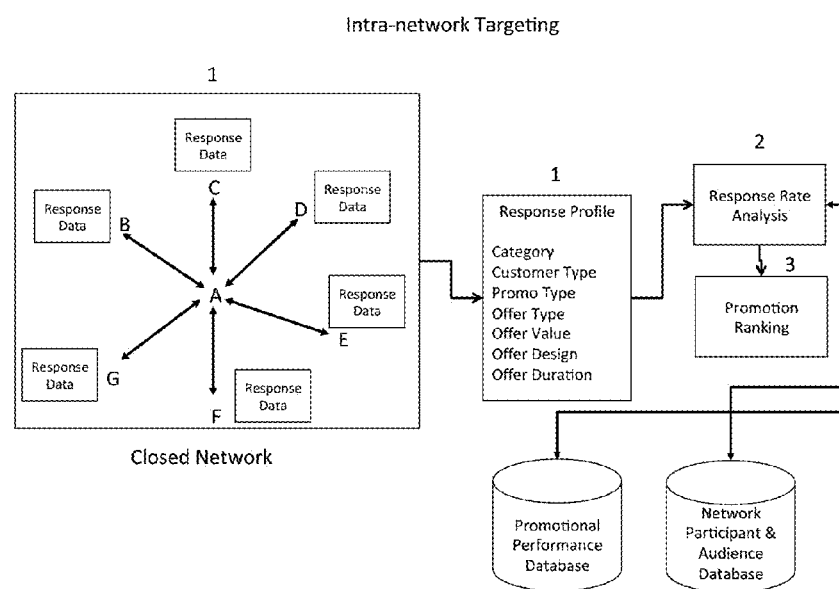 Intra-network Targeting
1
Response
Data
C
Response
Data
B
D
Response
Data
A
Response
Data
E
Response
Data
G
F
Response
Data
Closed Network
1
Response Profile
Category
Customer Type
Promo Type
Offer Type
Offer Value
Offer Design
Offer Duration
2
Response Rate
Analysis
3
Promotion
Ranking
Promotional
Performance
Database
Network
Participant &
Audience
Database